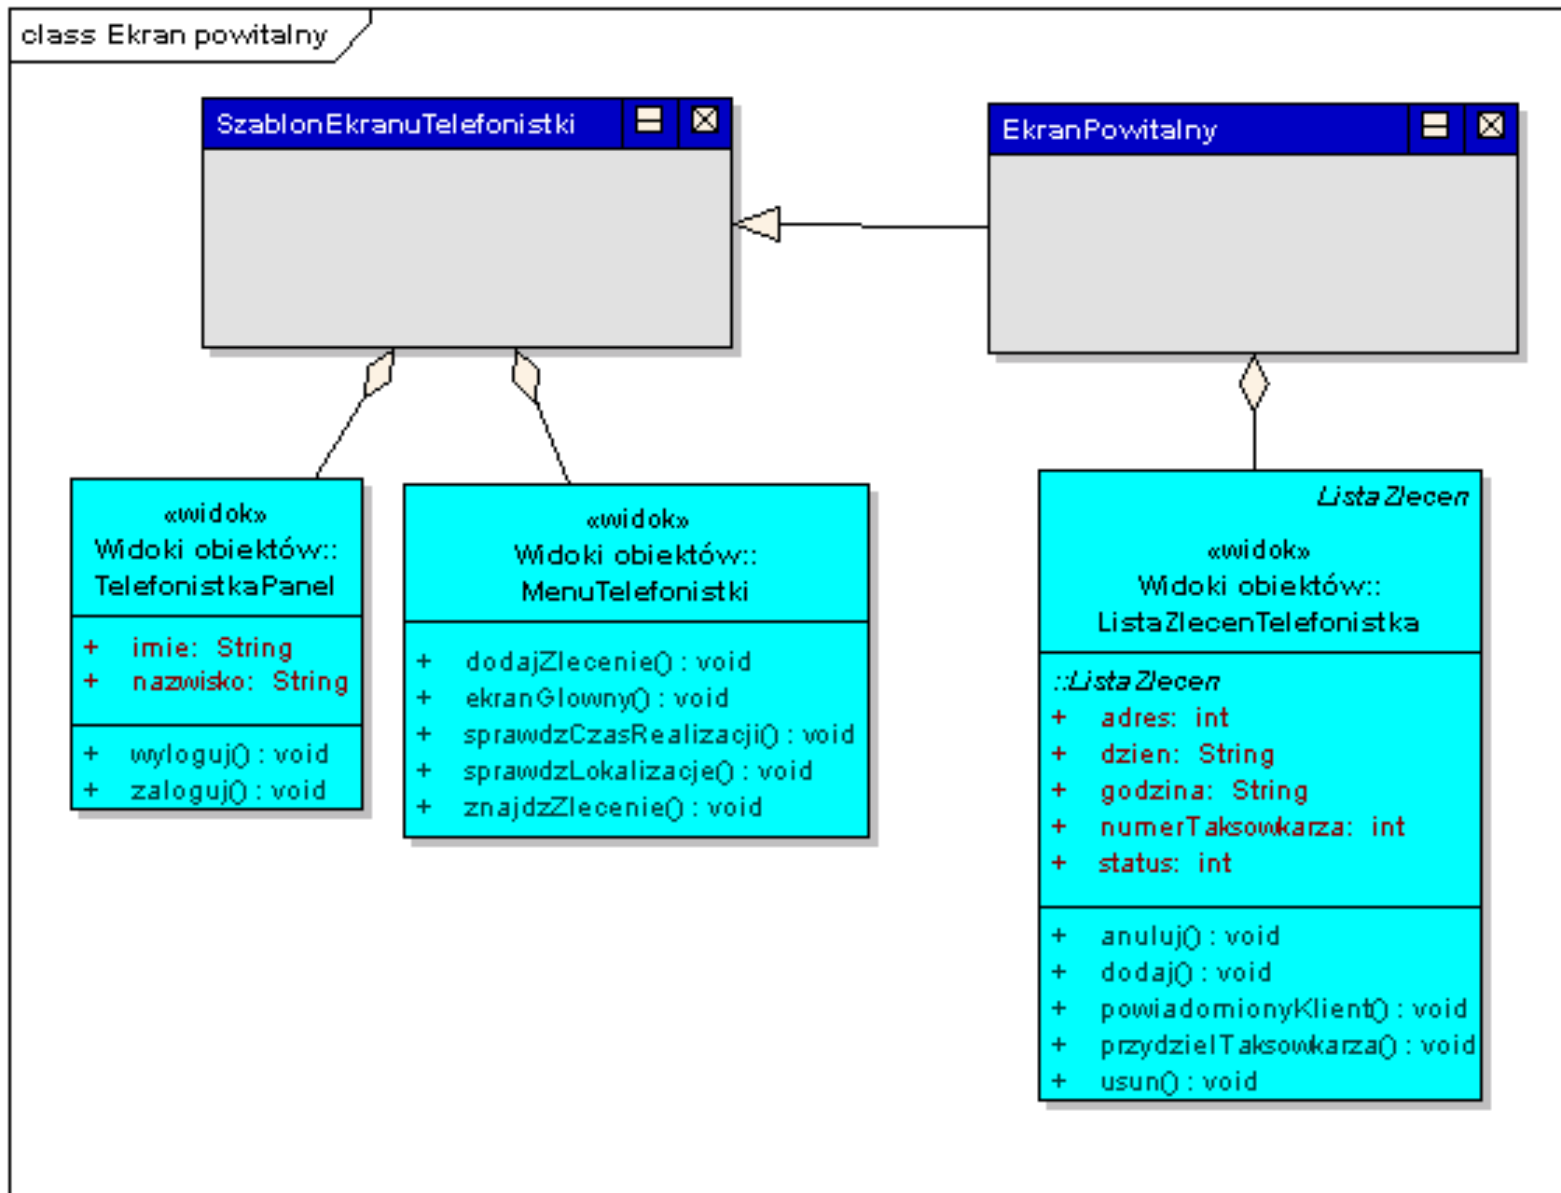 class Ekran powitalny
SzablonEkranuTelefonistki
EkranPowitalny
«widok»
Widoki obiektów::
TelefonistkaPanel
+ imie: String
+ nazwisko: String
+ wyloguj() : void
+ zaloguj() : void
«widok»
Widoki obiektów::
MenuTelefonistki
+ dodajZlecenie() : void
+ ekranGlowny() : void
+ sprawdzCzasRealizacji() : void
+ sprawdzLokalizacje() : void
+ znajdzZlecenie() : void
ListaZlecen
«widok»
Widoki obiektów::
ListaZlecenTelefonistka
::ListaZlecen
+ adres: int
+ dzien: String
+ godzina: String
+ numerTaksowkarza: int
+ status: int
+ anuluj() : void
+ dodaj() : void
+ powiadomionyKlient() : void
+ przydzielTaksowkarza() : void
+ usun() : void